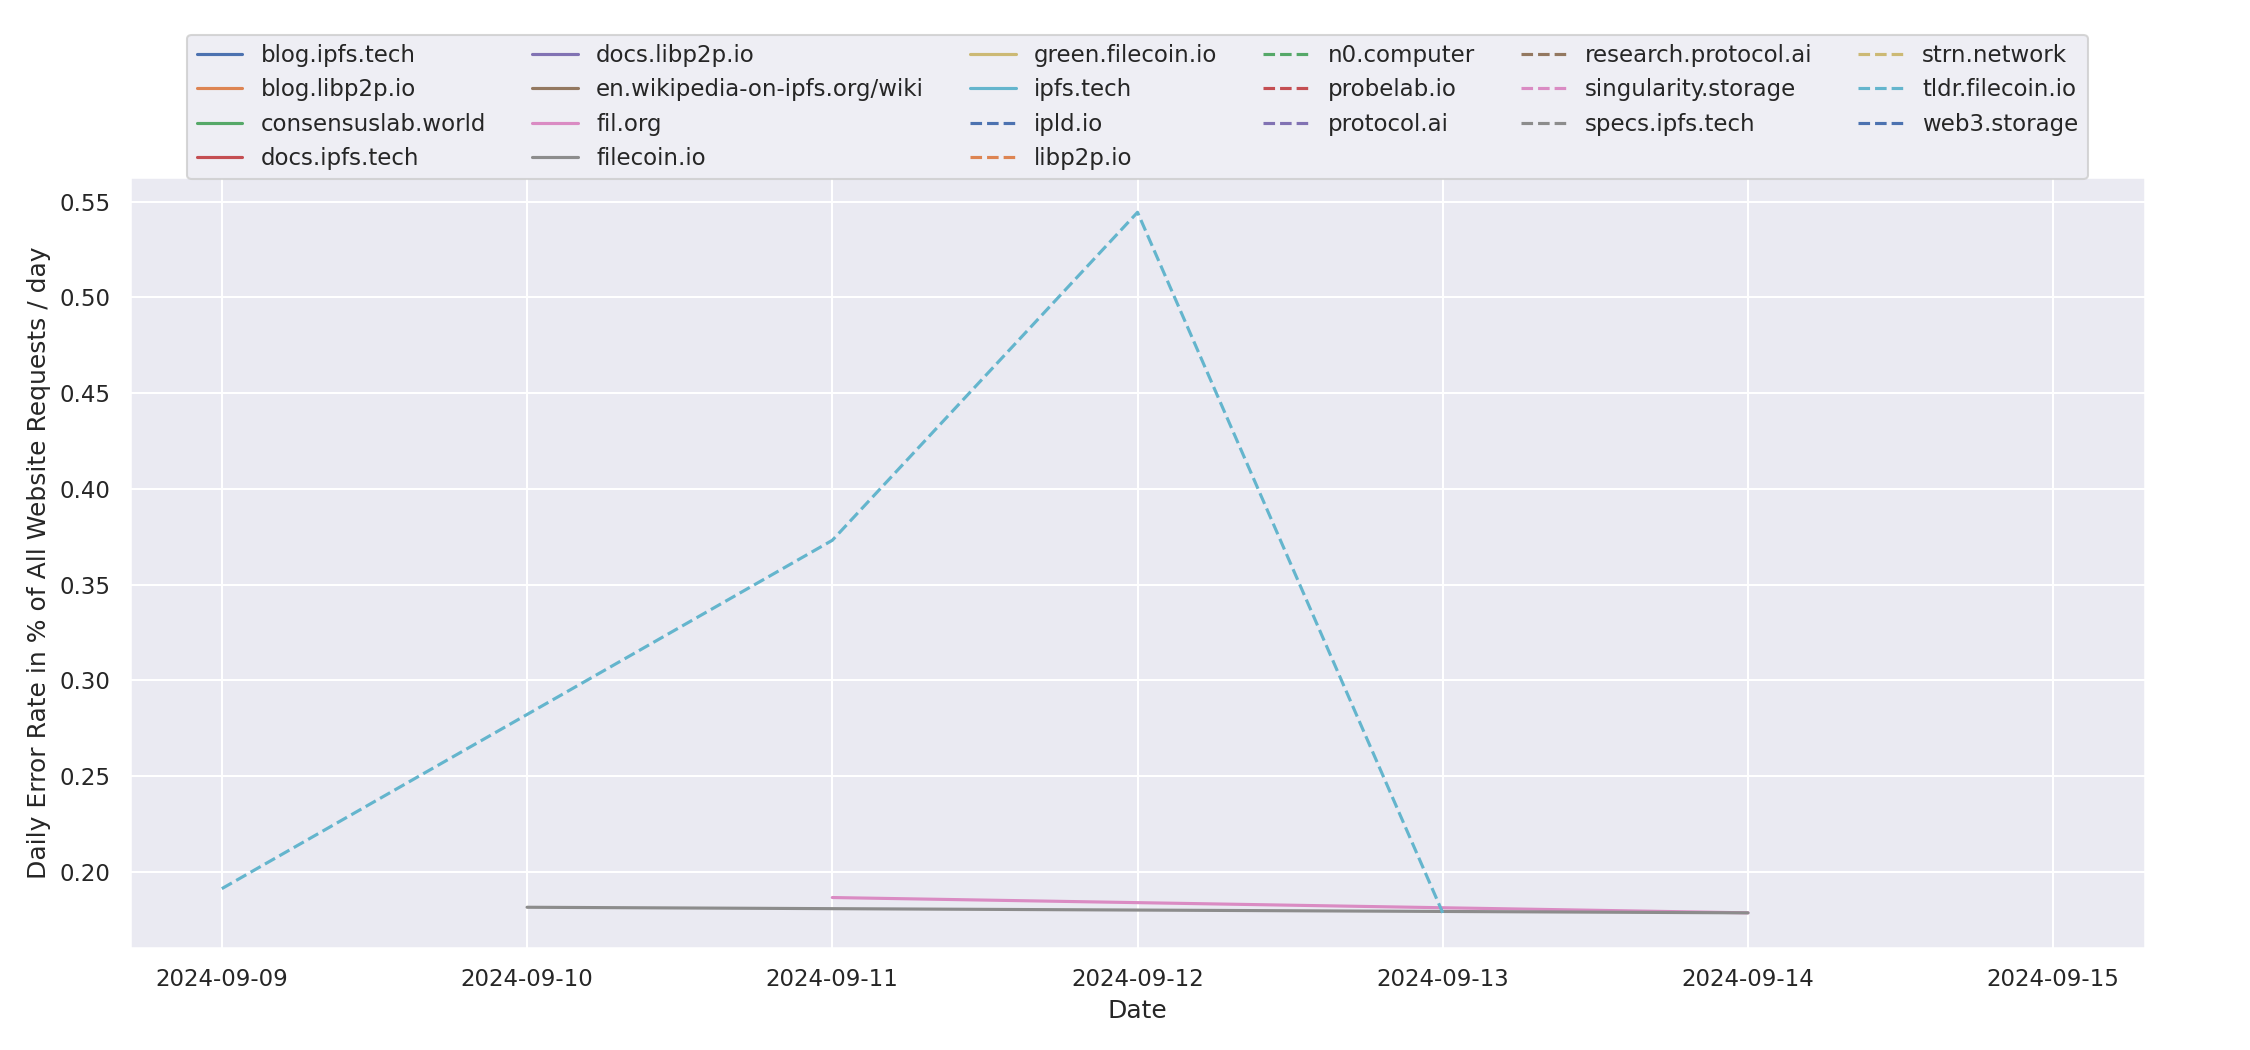 blog.ipfs.tech
blog.libp2p.io
consensuslab.world
docs.ipfs.tech
docs.libp2p.io
en.wikipedia-on-ipfs.org/wiki
fil.org
filecoin.io
green.filecoin.io
ipfs.tech
ipld.io
libp2p.io
n0.computer
probelab.io
protocol.ai
research.protocol.ai
singularity.storage
specs.ipfs.tech
strn.network
tldr.filecoin.io
web3.storage
Daily Error Rate in % of All Website Requests / day
0.55
0.50
0.45
0.40
0.35
0.30
0.25
0.20
2024-09-09 2024-09-10 2024-09-11 2024-09-12 2024-09-13 2024-09-14 2024-09-15
Date